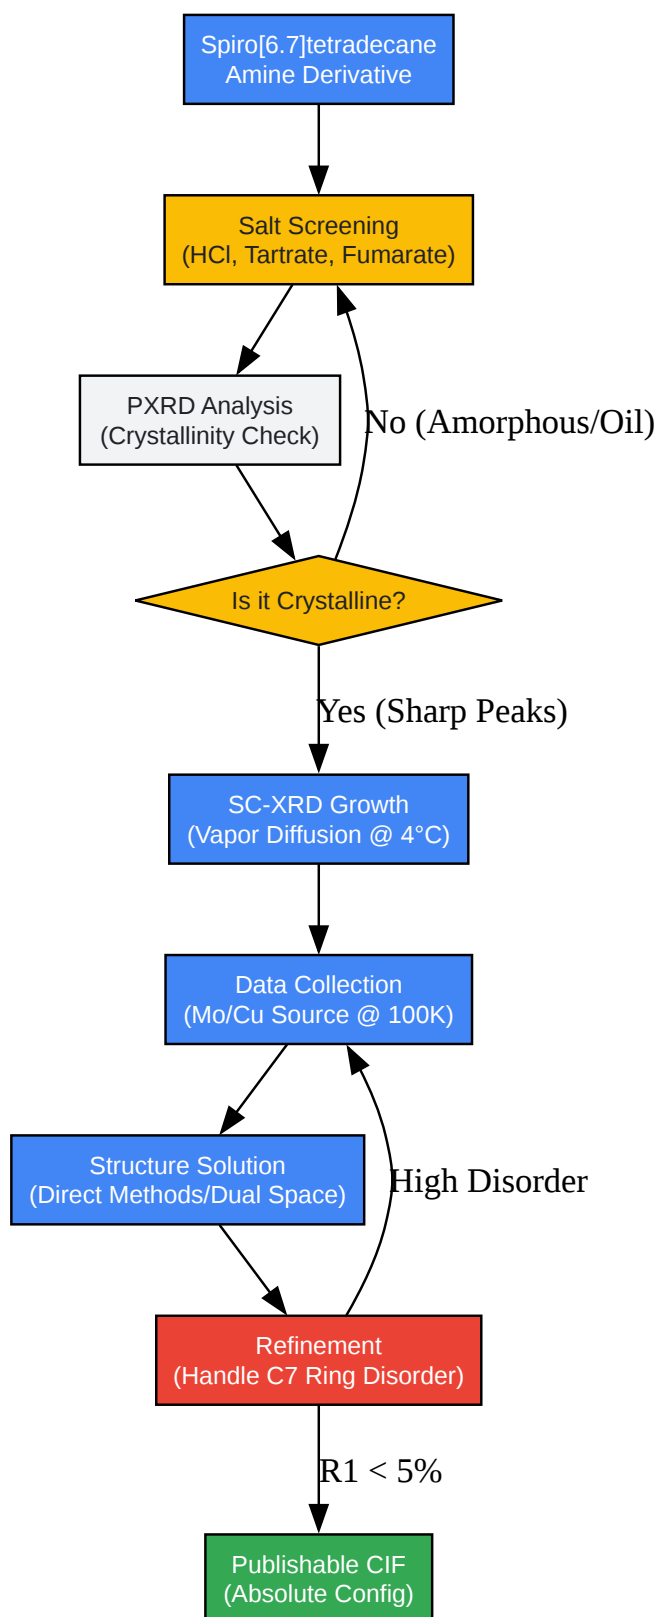 Spiro[6.7]tetradecane
Amine Derivative
Salt Screening
(HCl, Tartrate, Fumarate)
PXRD Analysis
(Crystallinity Check)
No (Amorphous/Oil)
Is it Crystalline?
Yes (Sharp Peaks)
SC-XRD Growth
(Vapor Diffusion @ 4°C)
Data Collection
(Mo/Cu Source @ 100K)
Structure Solution
(Direct Methods/Dual Space)
High Disorder
Refinement
(Handle C7 Ring Disorder)
R1 < 5%
Publishable CIF
(Absolute Config)